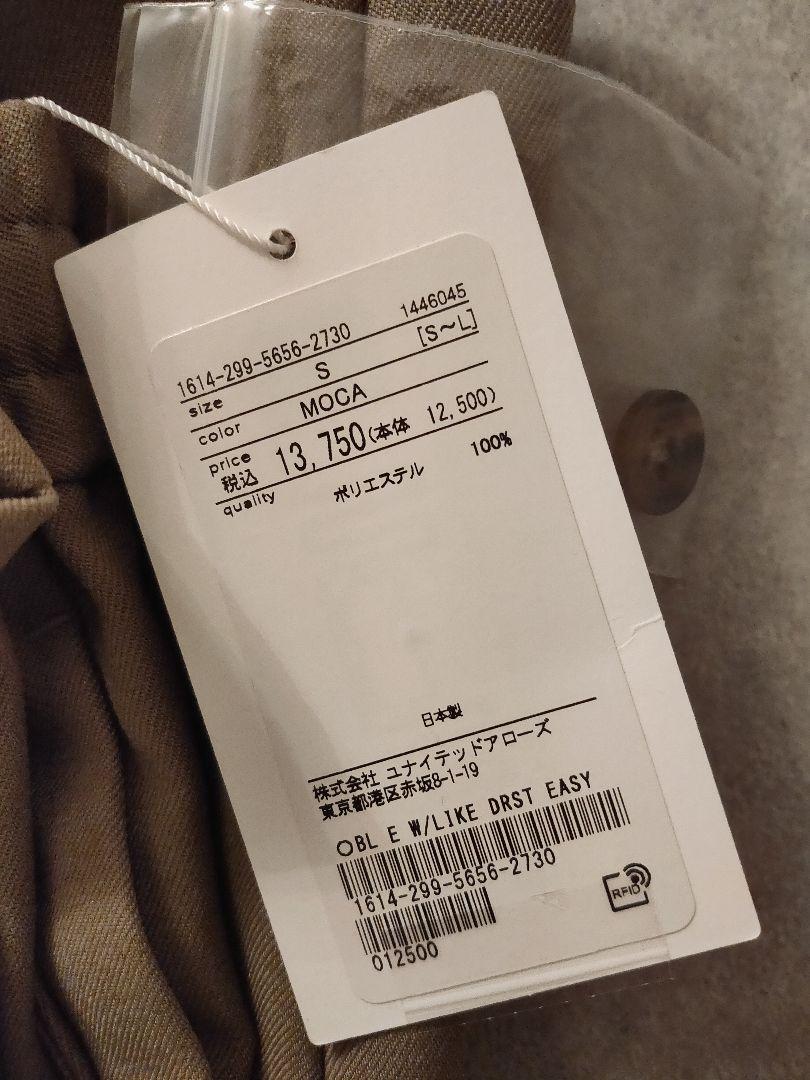 1614-299-5656-2730 1446045
size S [S~L]
color MOCA
price 税込 13,750(本体 12,500)
quality ポリエステル 100%
日本製
株式会社 ユナイテッドアローズ
東京都港区赤坂8-1-19
○BL E W/LIKE DRST EASY
1614-299-5656-2730
012500
RFID